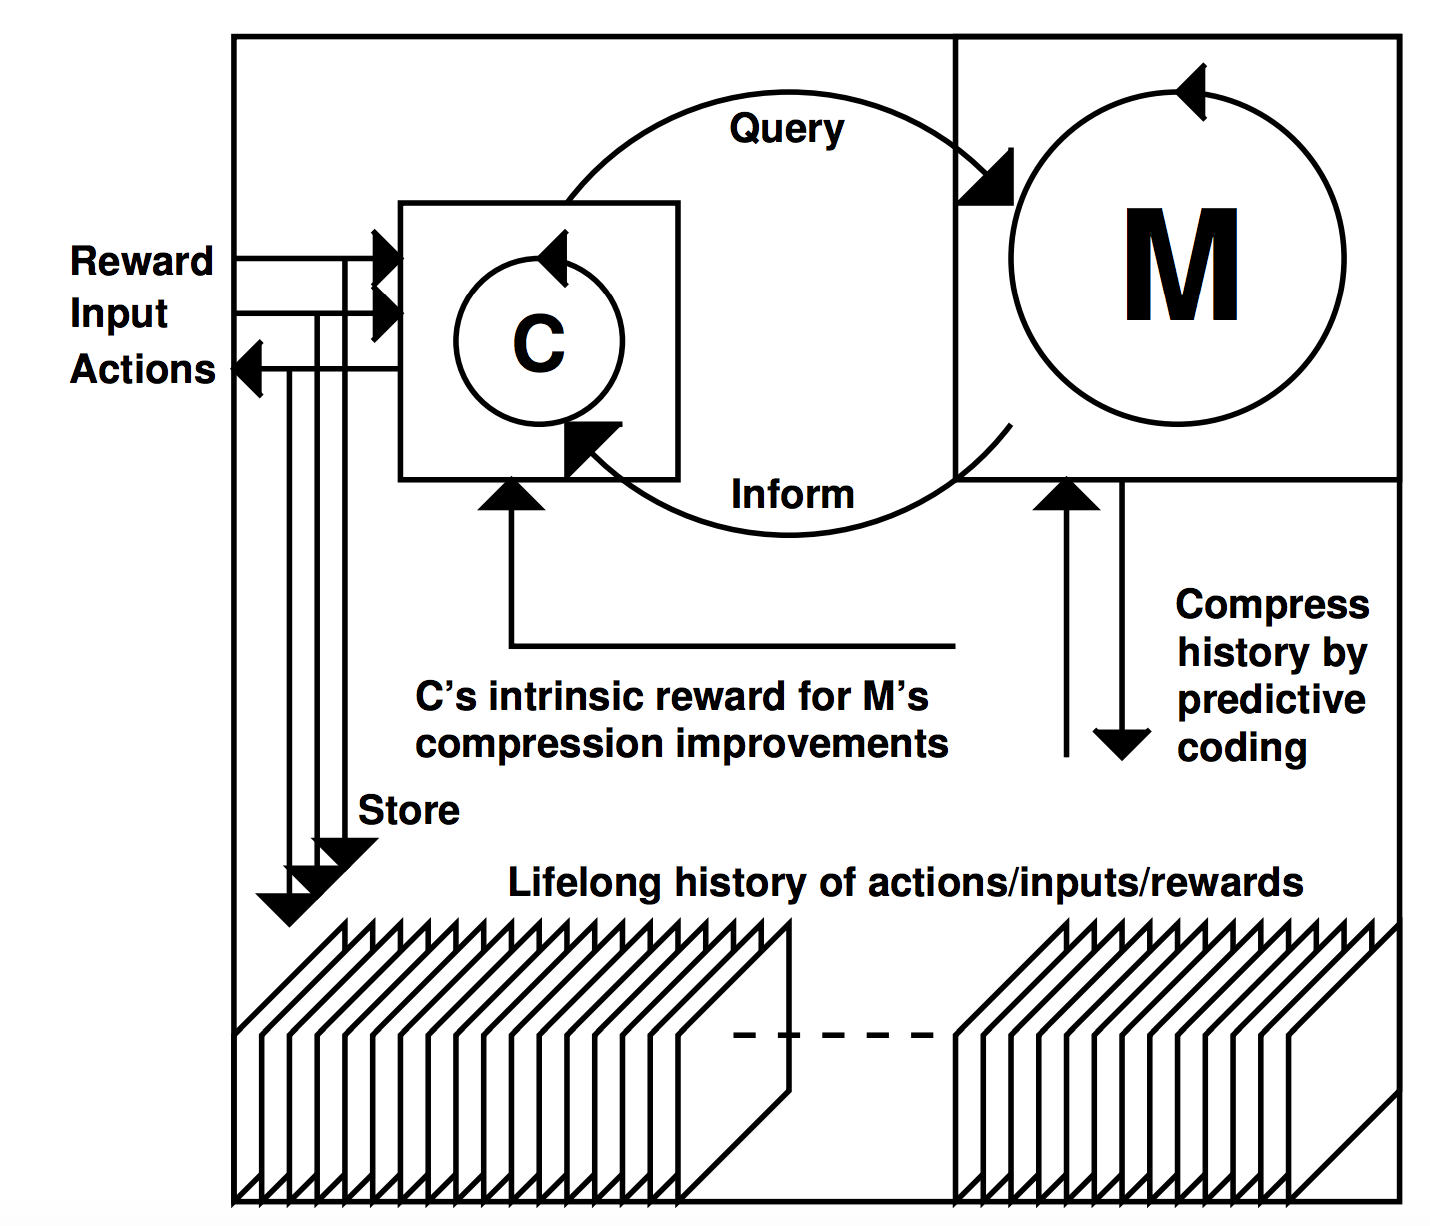 Query
M
Reward
Input
Actions
C
Inform
Compress
history by
predictive
coding
C’s intrinsic reward for M’s
compression improvements
Store
Lifelong history of actions/inputs/rewards